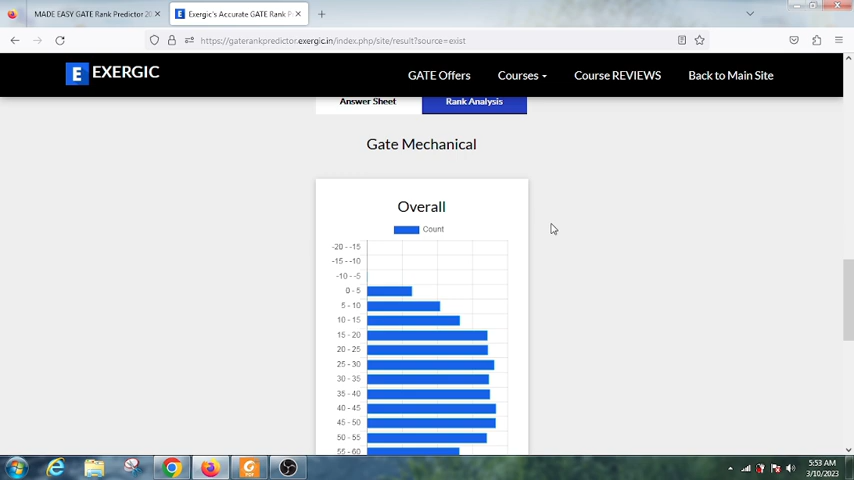 MADE EASY GATE Rank Predictor 20
Exergic's Accurate GATE Rank P
https://gaterankpredictor.exergic.in/index.php/site/result?source=exist
E EXERGIC
GATE Offers
Courses
Course REVIEWS
Back to Main Site
Answer Sheet
Rank Analysis
Gate Mechanical
Overall
Count
-20 - -15
-15 - -10
-10 - -5
0 - 5
5 - 10
10 - 15
15 - 20
20 - 25
25 - 30
30 - 35
35 - 40
40 - 45
45 - 50
50 - 55
55 - 60
5:53 AM
3/10/2023